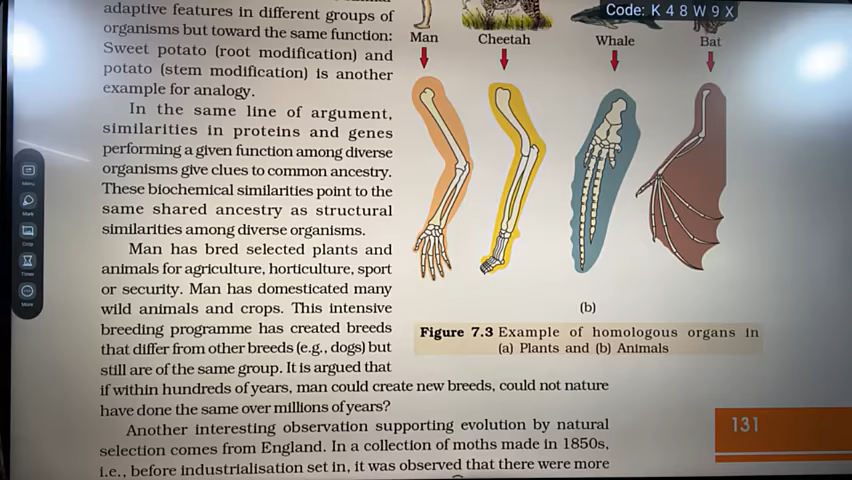 adaptive features in different groups of
organisms but toward the same function:
Sweet potato (root modification) and
potato (stem modification) is another
example for analogy.
In the same line of argument,
similarities in proteins and genes
performing a given function among diverse
organisms give clues to common ancestry.
These biochemical similarities point to the
same shared ancestry as structural
similarities among diverse organisms.
Man has bred selected plants and
animals for agriculture, horticulture, sport
or security. Man has domesticated many
wild animals and crops. This intensive
breeding programme has created breeds
that differ from other breeds (e.g., dogs) but
still are of the same group. It is argued that
if within hundreds of years, man could create new breeds, could not nature
have done the same over millions of years?
Another interesting observation supporting evolution by natural
selection comes from England. In a collection of moths made in 1850s,
i.e., before industrialisation set in, it was observed that there were more
Code: K 4 8 W 9 X
Man Cheetah Whale Bat
(b)
Figure 7.3 Example of homologous organs in
(a) Plants and (b) Animals
131
Menu
Mark
Crop
Timer
More